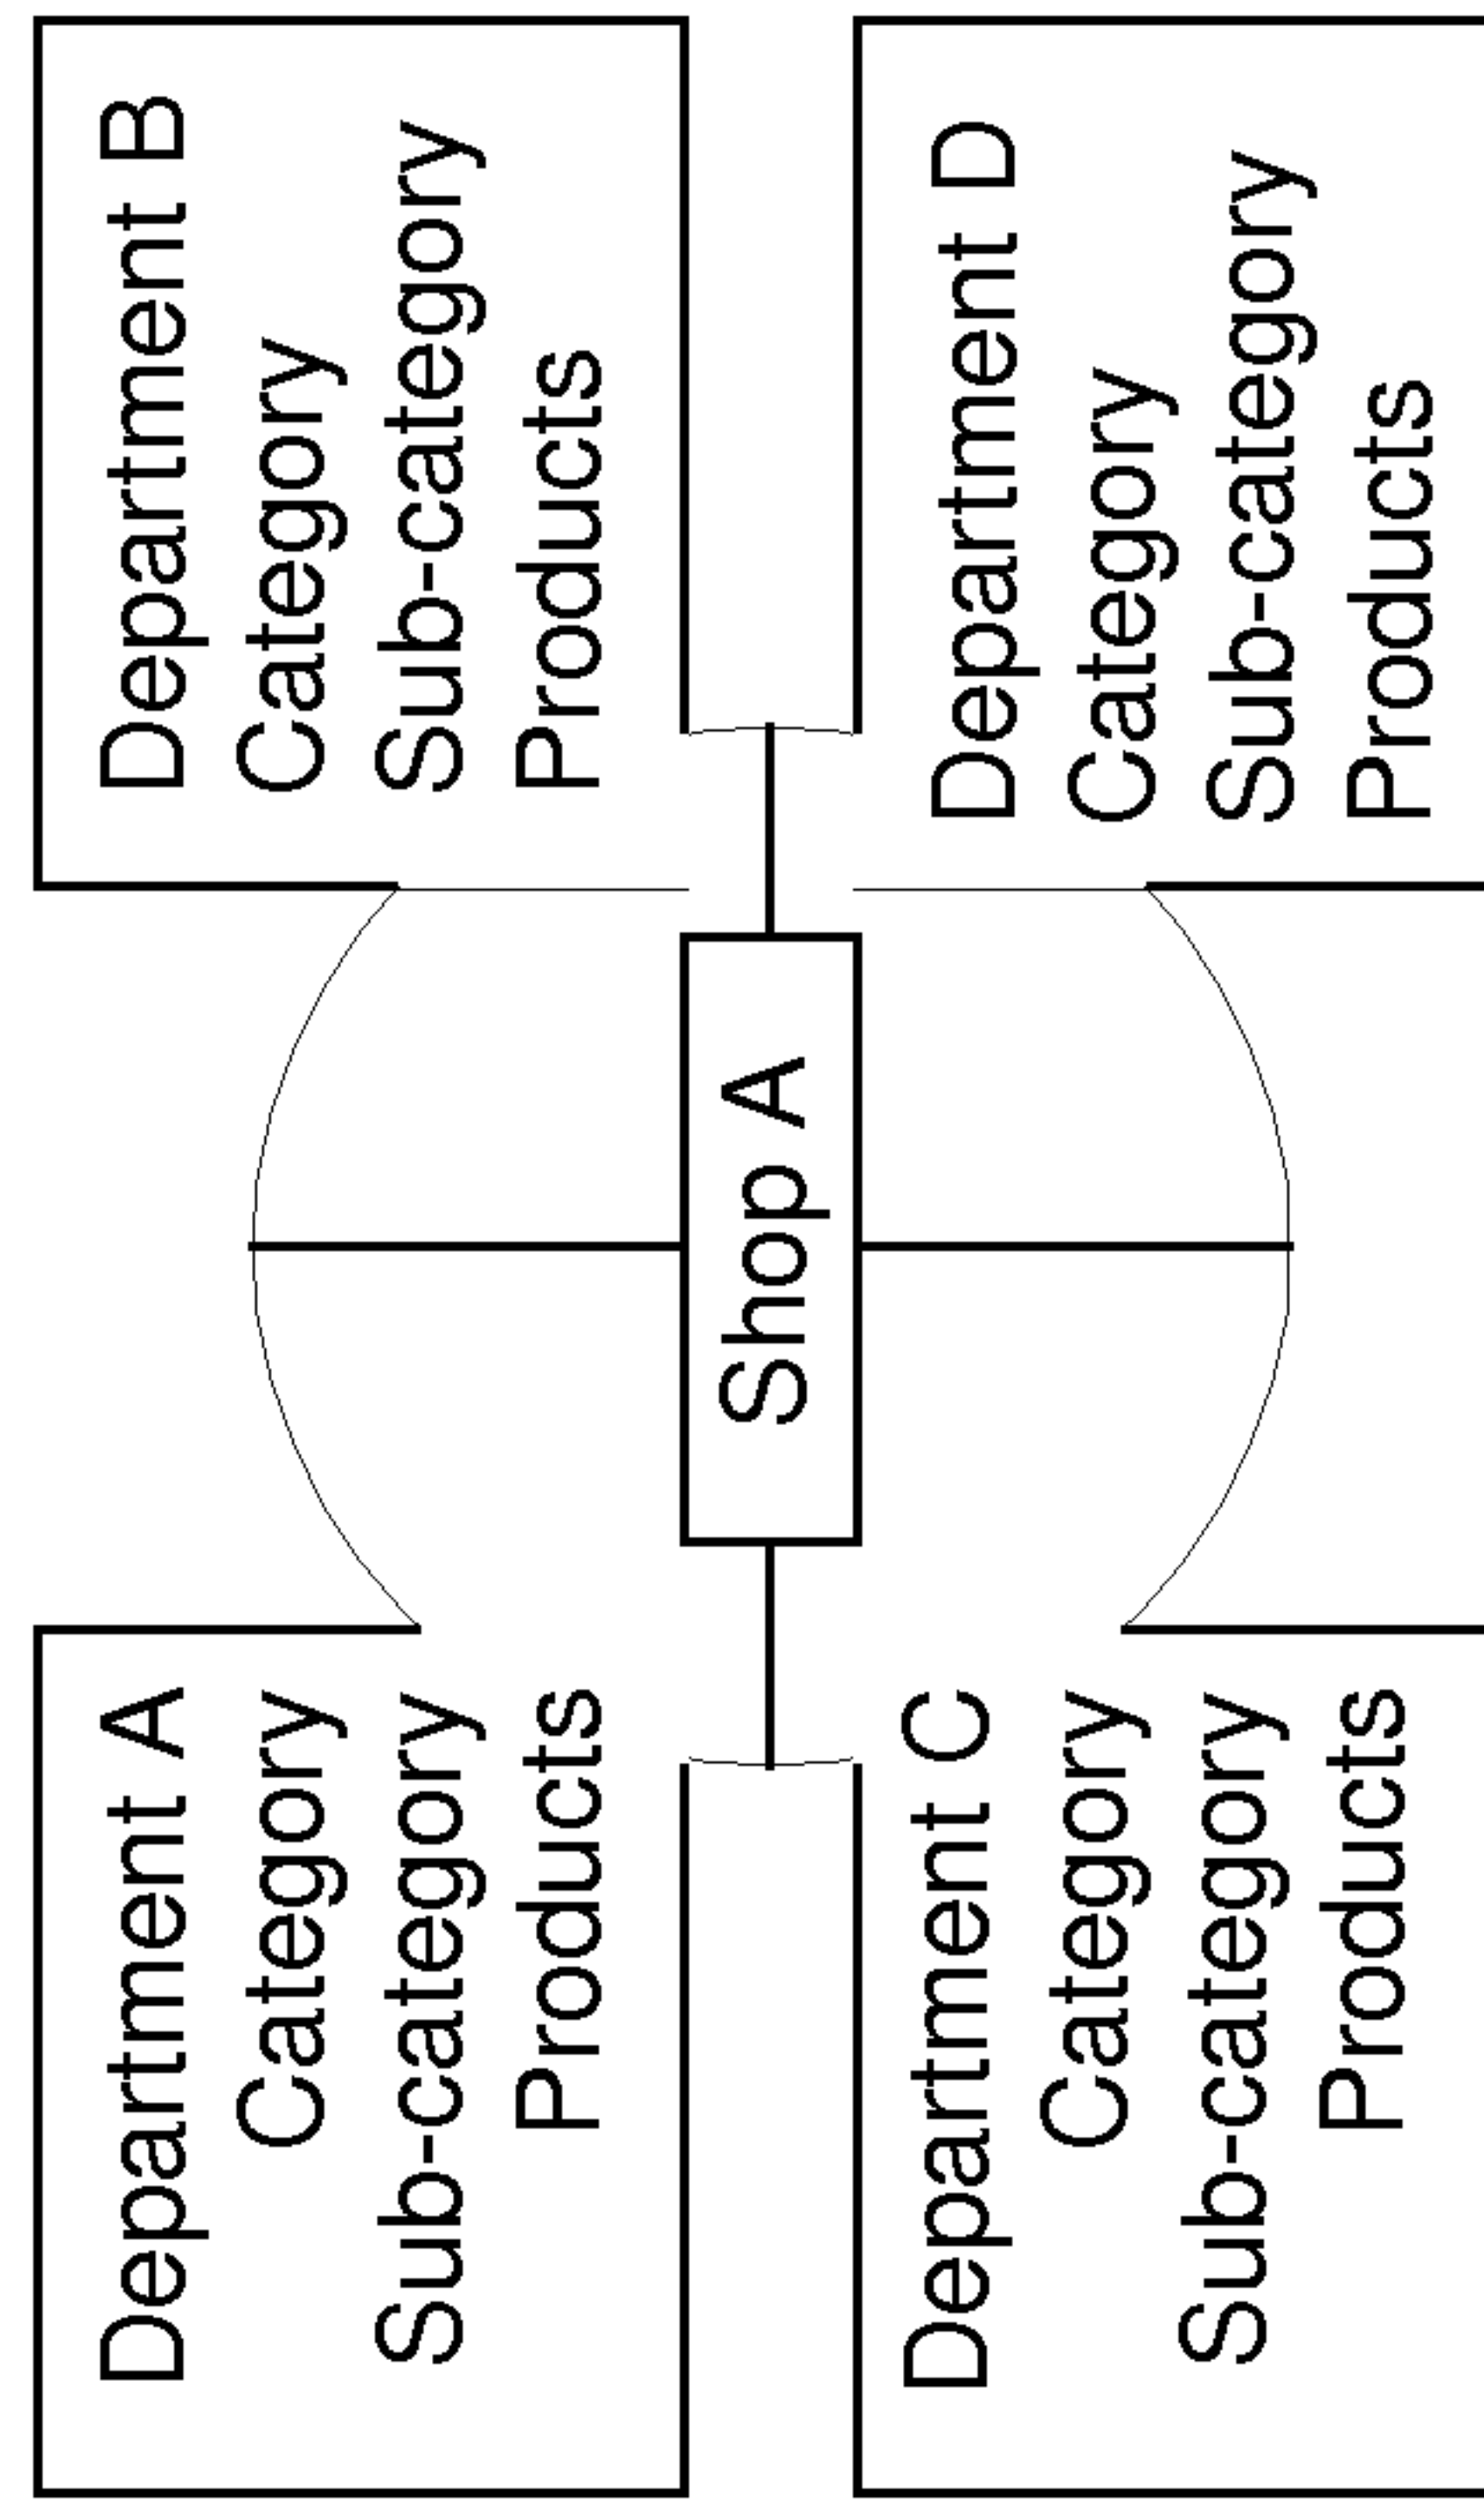 Department A
Category
Sub-category
Products
Department B
Category
Sub-category
Products
Shop A
Department C
Category
Sub-category
Products
Department D
Category
Sub-category
Products